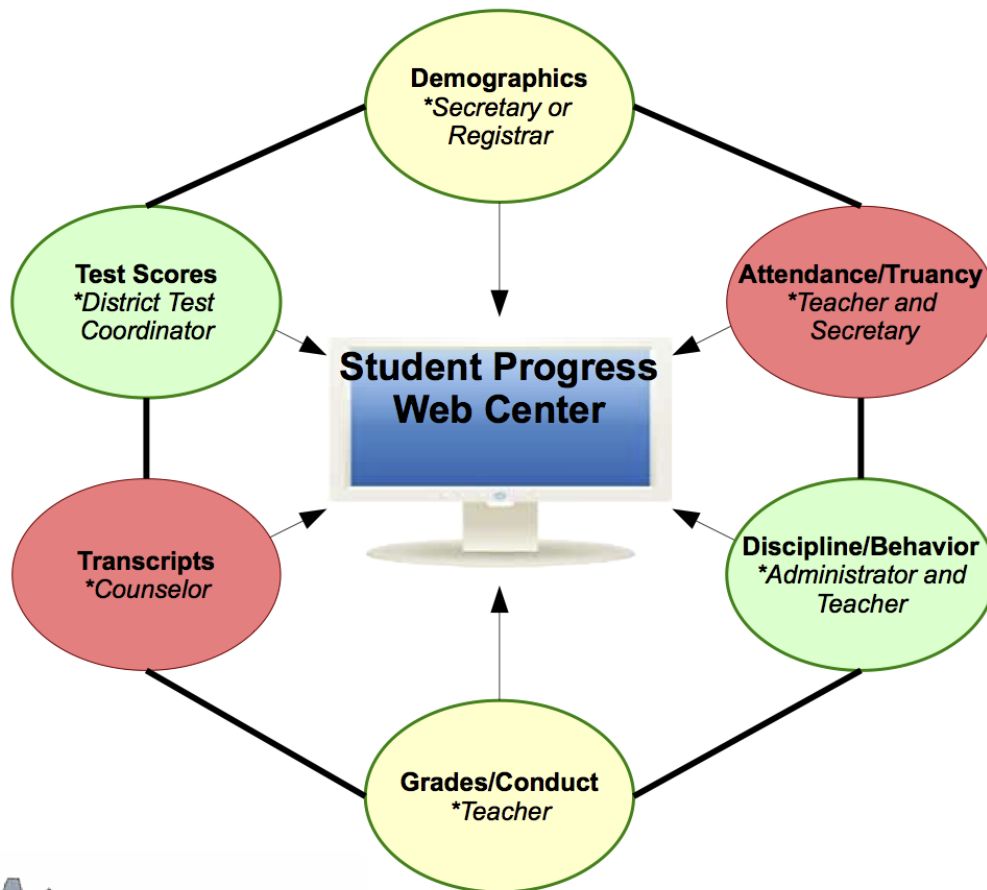 Demographics
*Secretary or
Registrar
Test Scores
*District Test
Coordinator
Attendance/Truancy
*Teacher and
Secretary
Student Progress
Web Center
Transcripts
*Counselor
Discipline/Behavior
*Administrator and
Teacher
Grades/Conduct
*Teacher